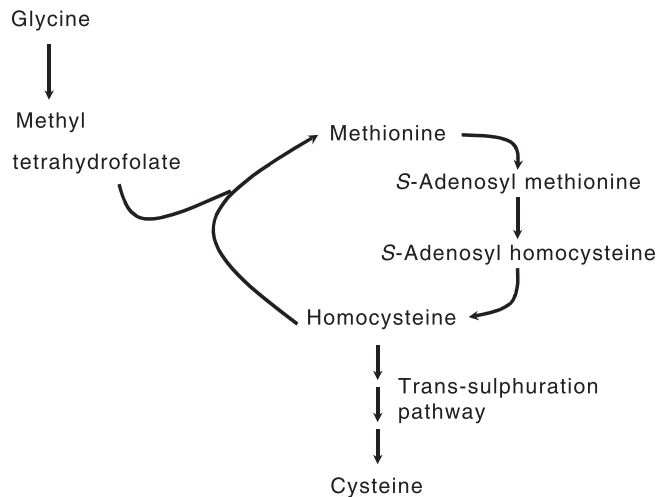 Glycine
Methyl
tetrahydrofolate
Methionine
S-Adenosyl methionine
S-Adenosyl homocysteine
Homocysteine
Trans-sulphuration
pathway
Cysteine